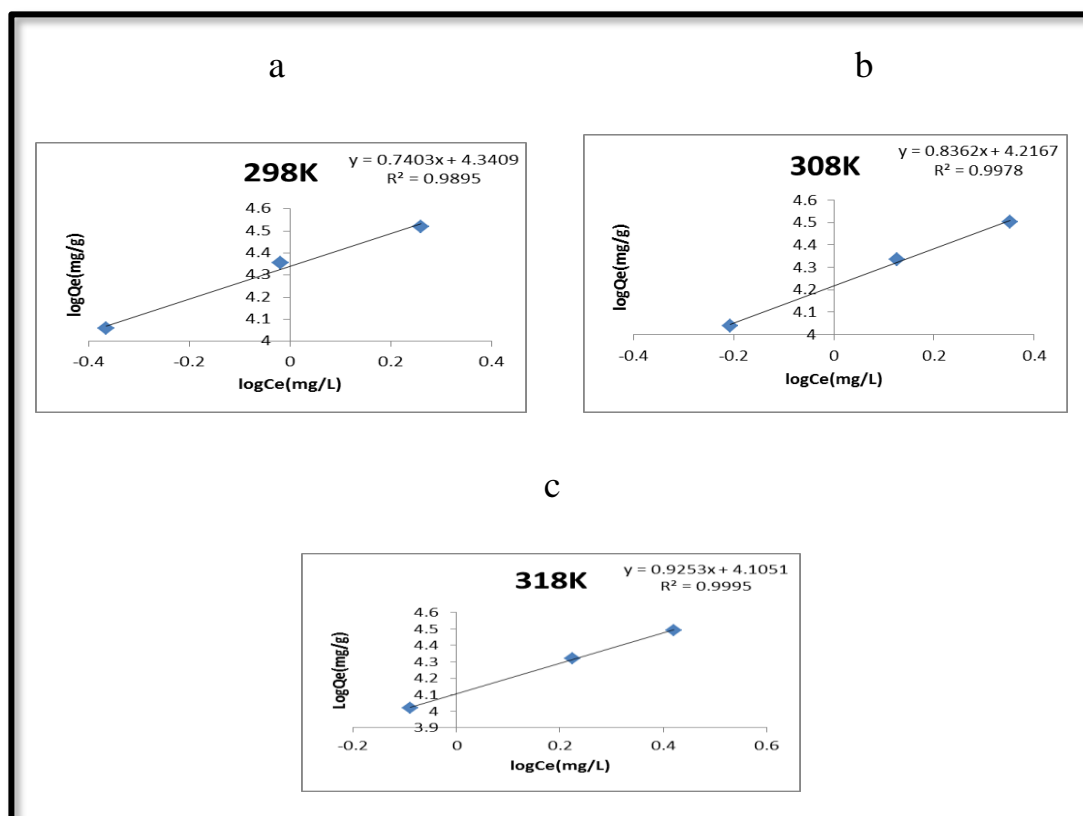 a
298K
y = 0.7403x + 4.3409
R² = 0.9895
logQe(mg/g)
4.6
4.5
4.4
4.3
4.2
4.1
4
-0.4 -0.2 0 0.2 0.4
logCe(mg/L)
b
308K
y = 0.8362x + 4.2167
R² = 0.9978
logQe(mg/g)
4.6
4.5
4.4
4.3
4.2
4.1
4
-0.4 -0.2 0 0.2 0.4
logCe(mg/L)
c
318K
y = 0.9253x + 4.1051
R² = 0.9995
LogQe(mg/g)
4.6
4.5
4.4
4.3
4.2
4.1
4
3.9
-0.2 0 0.2 0.4 0.6
logCe(mg/L)